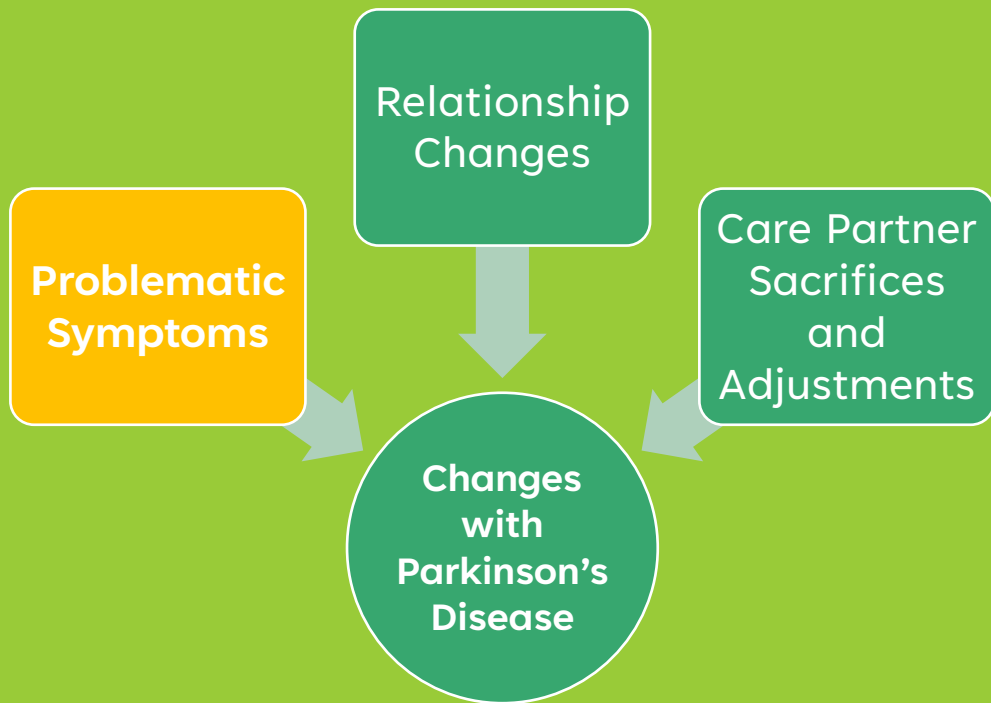 Relationship
Changes
Problematic
Symptoms
Care Partner
Sacrifices
and
Adjustments
Changes
with
Parkinson’s
Disease